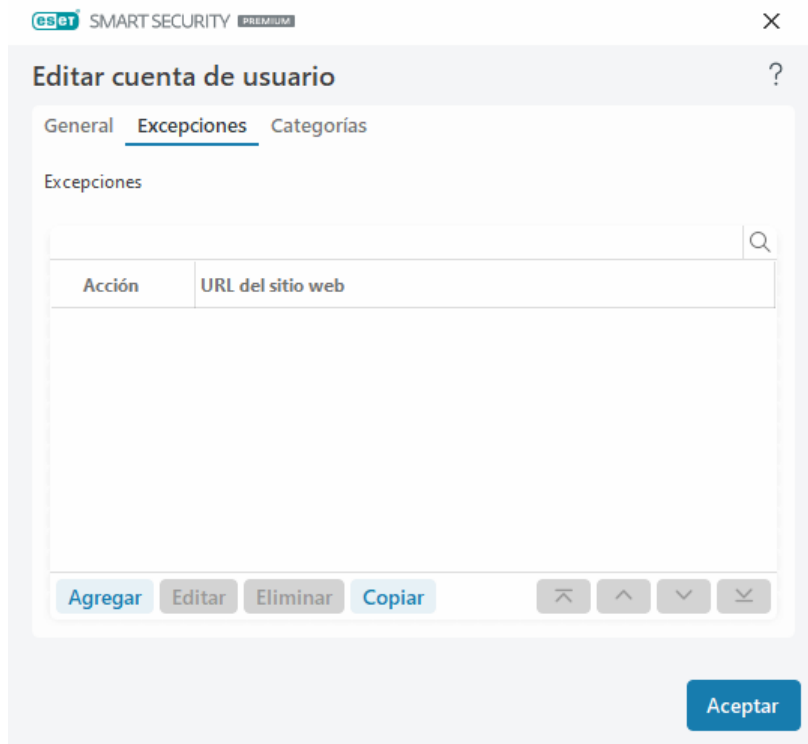 eset SMART SECURITY PREMIUM
Editar cuenta de usuario
?
General Excepciones Categorías
Excepciones
Acción URL del sitio web
Agregar Editar Eliminar Copiar
Aceptar